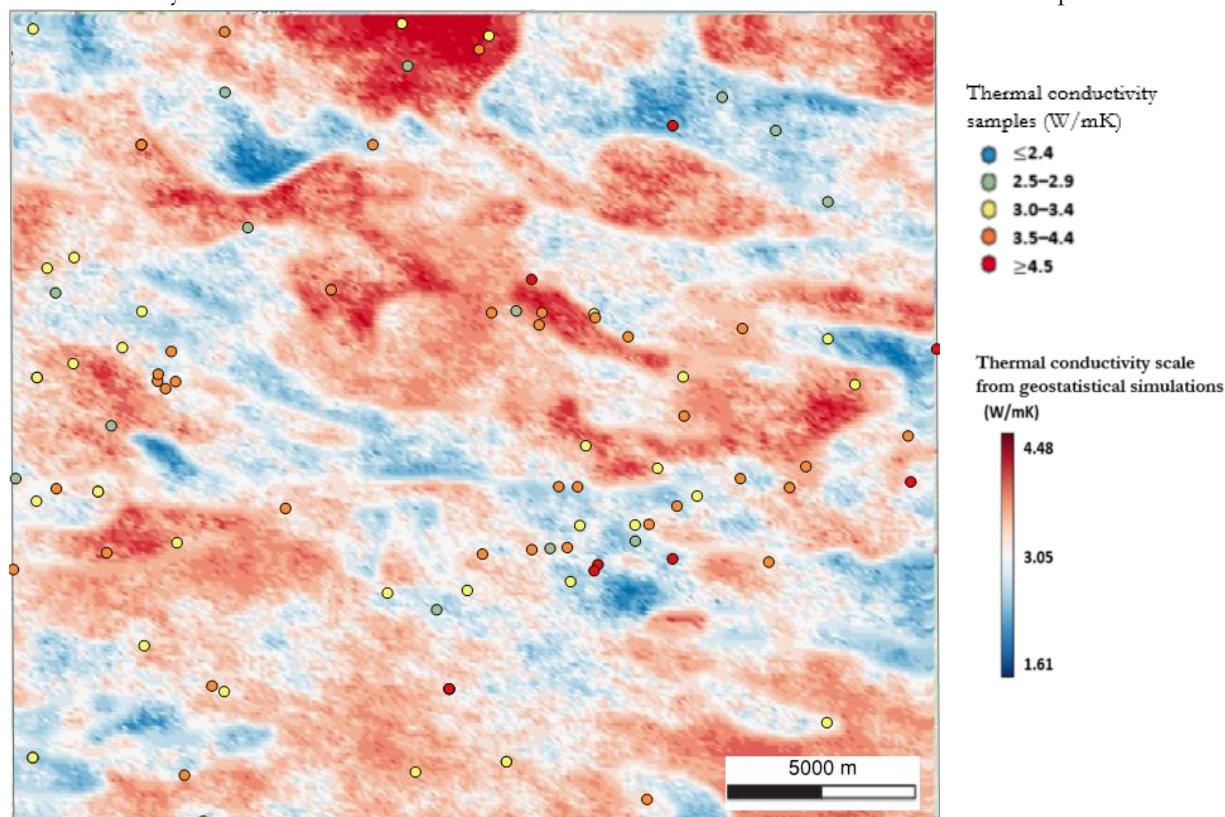 Thermal conductivity
samples (W/mK)
≤2.4
2.5–2.9
3.0–3.4
3.5–4.4
≥4.5
Thermal conductivity scale
from geostatistical simulations
(W/mK)
4.48
3.05
1.61
5000 m